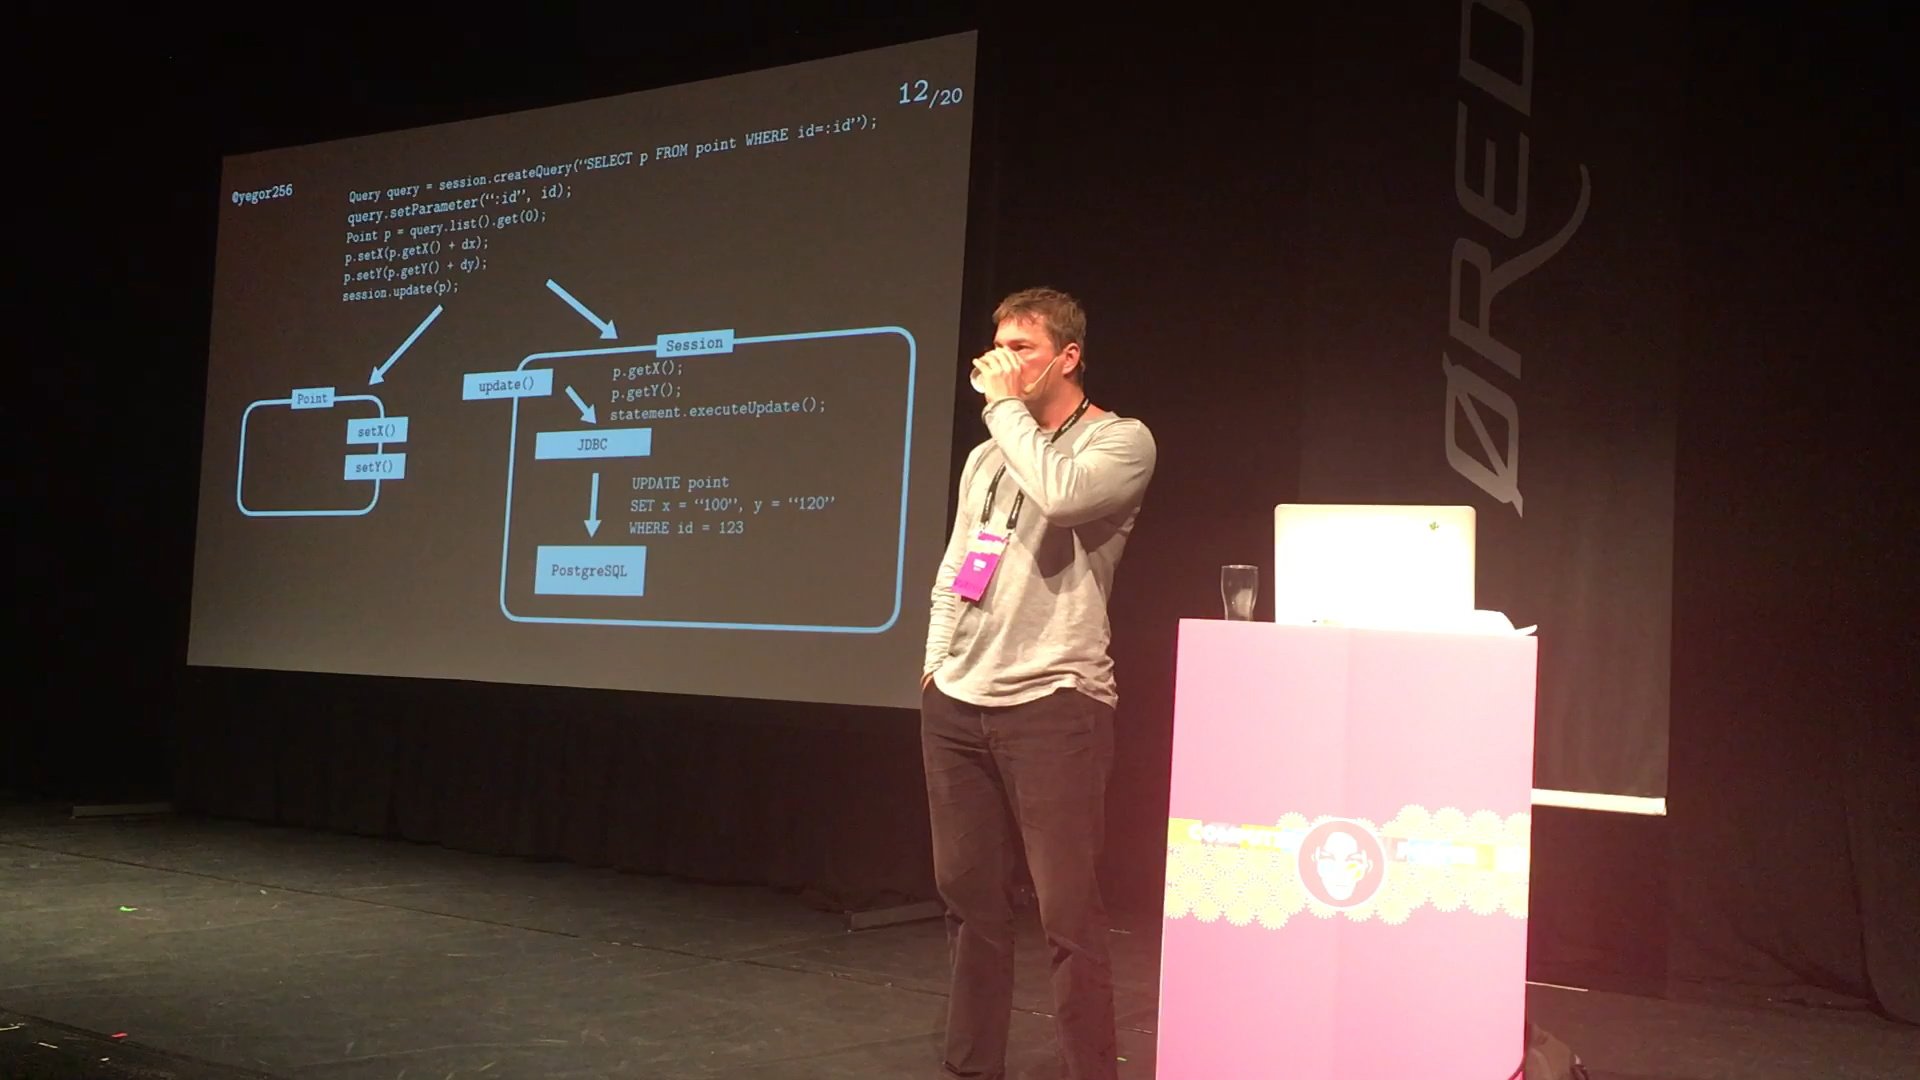 12/20
@yegor256
Query query = session.createQuery(“SELECT p FROM point WHERE id=:id”);
query.setParameter(“:id”, id);
Point p = query.list().get(0);
p.setX(p.getX() + dx);
p.setY(p.getY() + dy);
session.update(p);
Point
setX()
setY()
Session
update()
p.getX();
p.getY();
statement.executeUpdate();
JDBC
UPDATE point
SET x = “100”, y = “120”
WHERE id = 123
PostgreSQL
ØRED